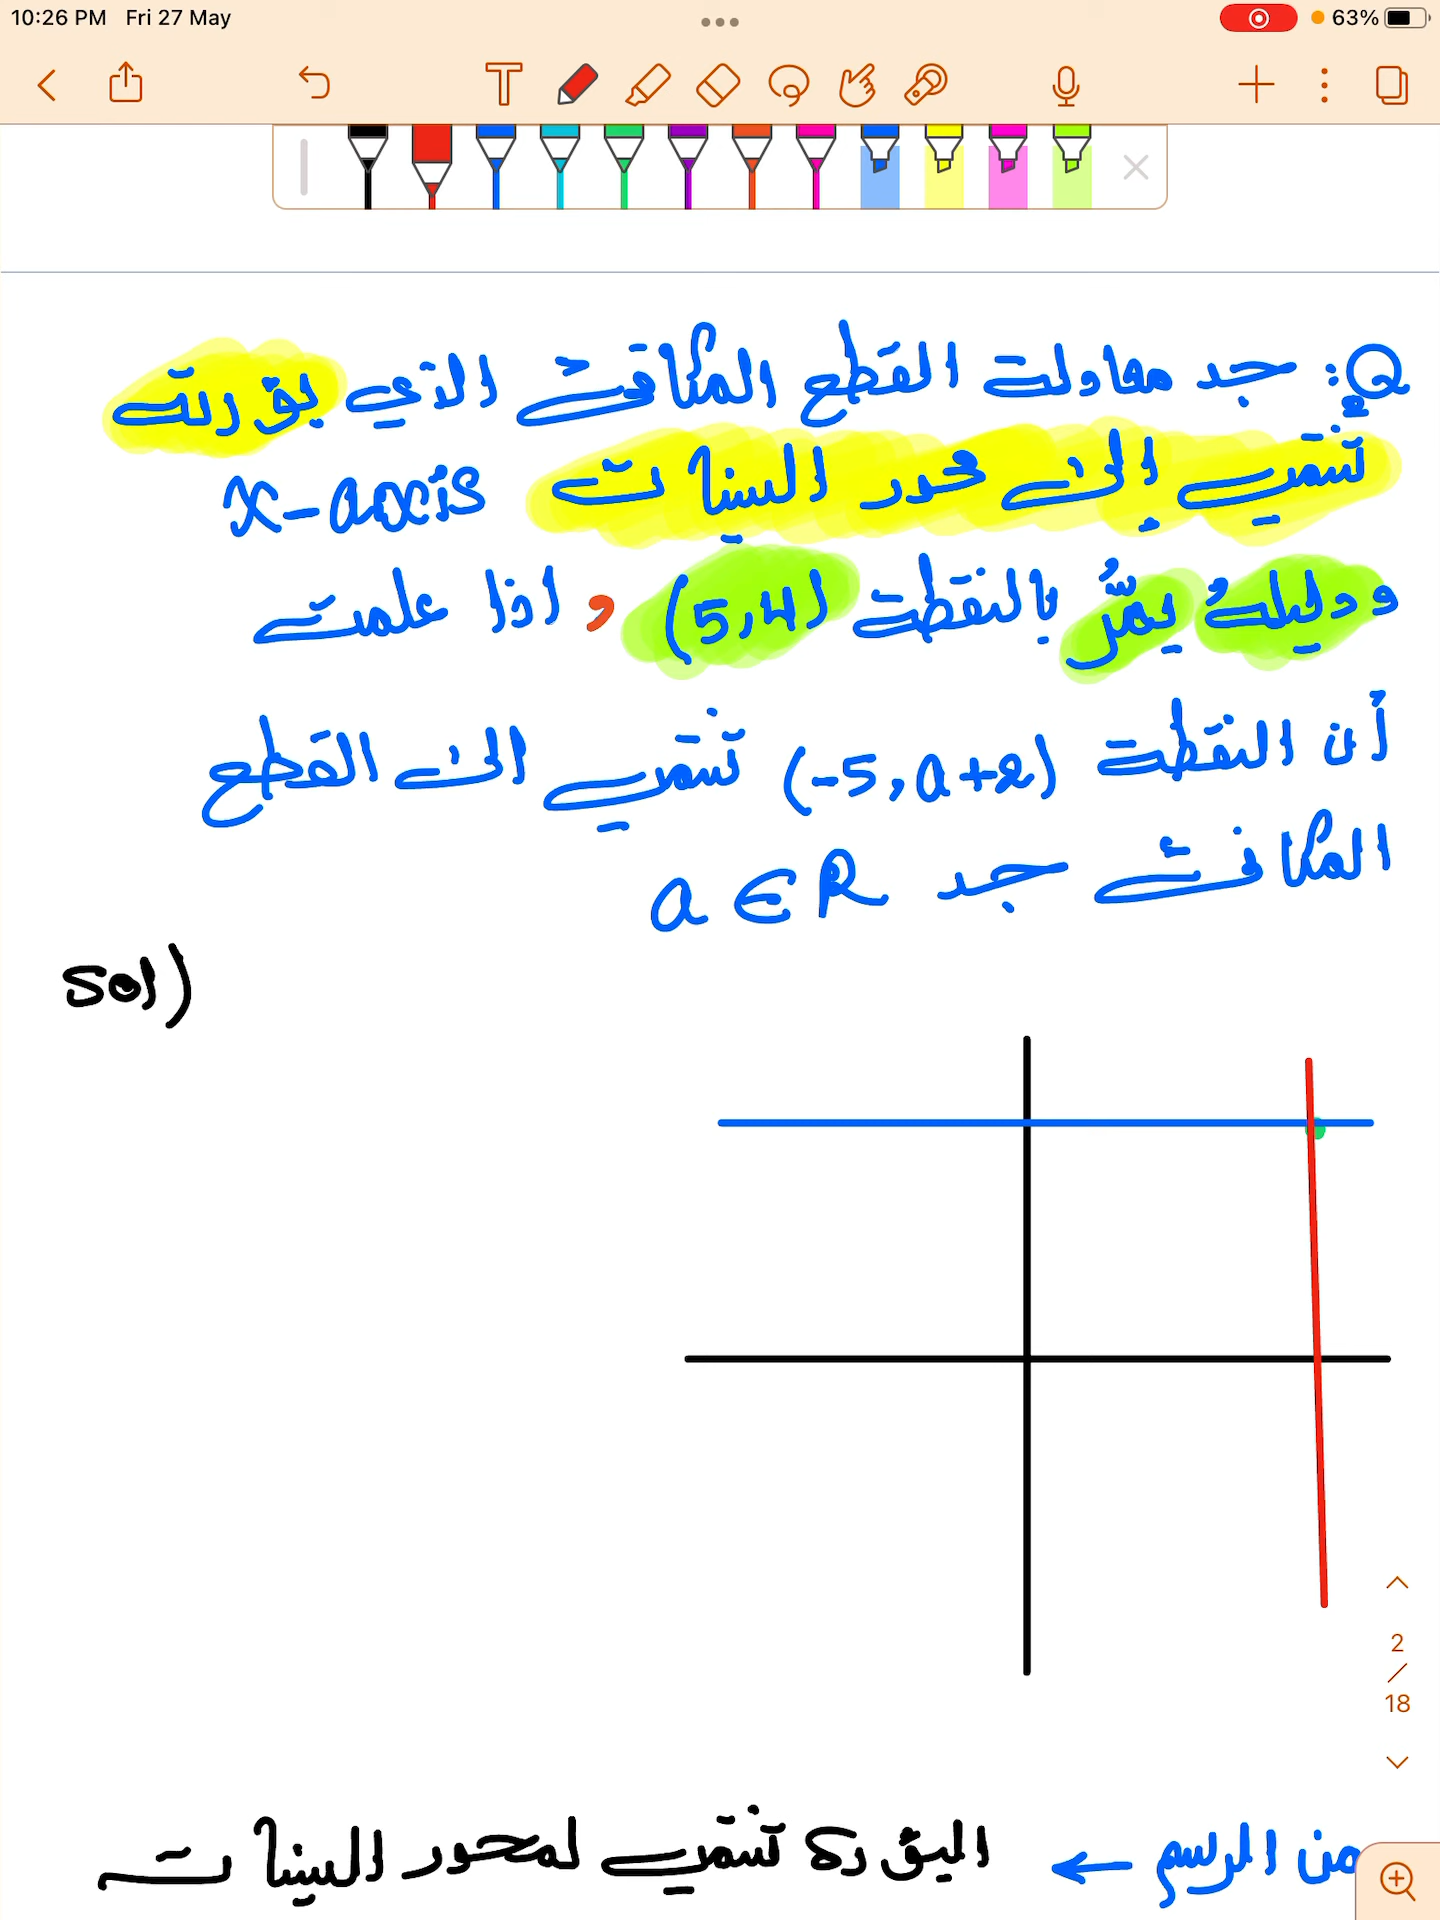 10:26 PM Fri 27 May 63%
Q: جد معادلة القطع المكافئ الذي بؤرته
تنتمي إلى محور السينات x-axis
ودليله يمرّ بالنقطة (5,4) , اذا علمت
أن النقطة (-5, a+2) تنتمي الى القطع
المكافئ جد a ∈ R
Sol)
2
/
18
من الرسم ← البؤرة تنتمي لمحور السينات